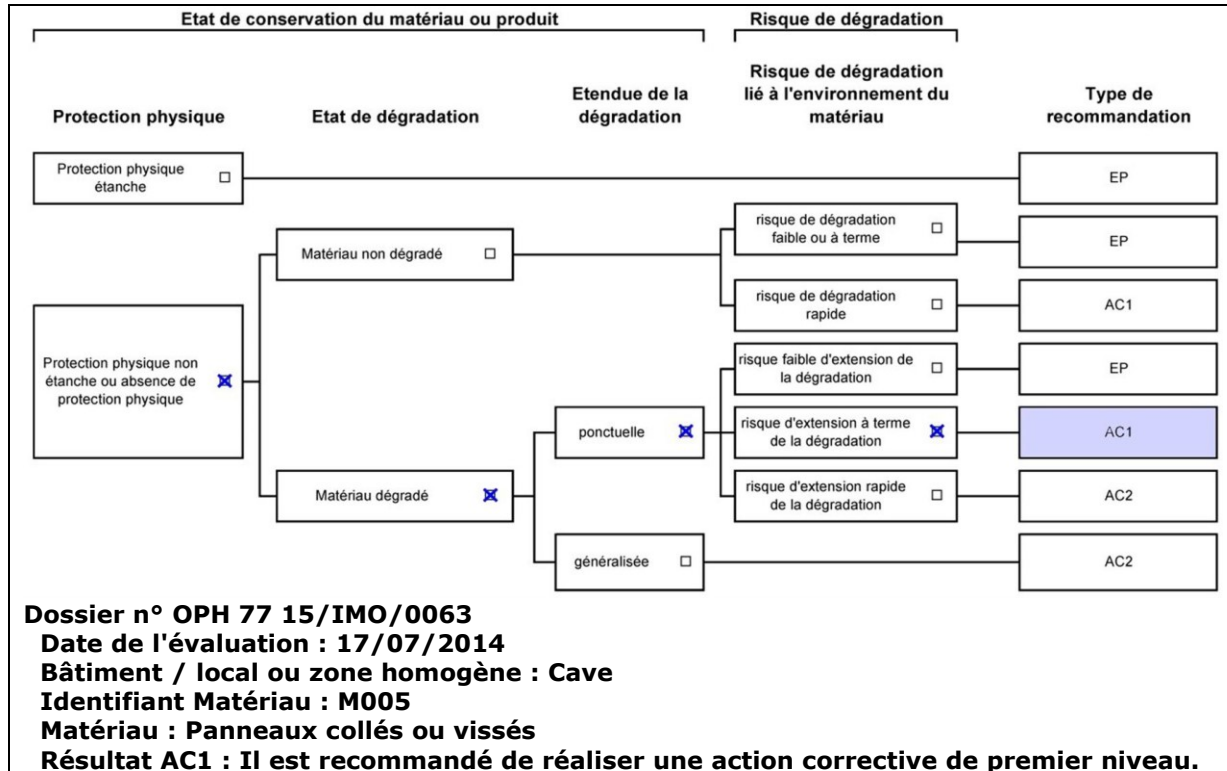 Etat de conservation du matériau ou produit
Risque de dégradation
Protection physique
Etat de dégradation
Etendue de la
dégradation
Risque de dégradation
lié à l'environnement du
matériau
Type de
recommandation
Protection physique
étanche
EP
Matériau non dégradé
risque de dégradation
faible ou à terme
EP
risque de dégradation
rapide
AC1
Protection physique non
étanche ou absence de
protection physique
risque faible d'extension de
la dégradation
EP
ponctuelle
risque d'extension à terme
de la dégradation
AC1
Matériau dégradé
risque d'extension rapide
de la dégradation
AC2
généralisée
AC2
Dossier n° OPH 77 15/IMO/0063
Date de l'évaluation : 17/07/2014
Bâtiment / local ou zone homogène : Cave
Identifiant Matériau : M005
Matériau : Panneaux collés ou vissés
Résultat AC1 : Il est recommandé de réaliser une action corrective de premier niveau.